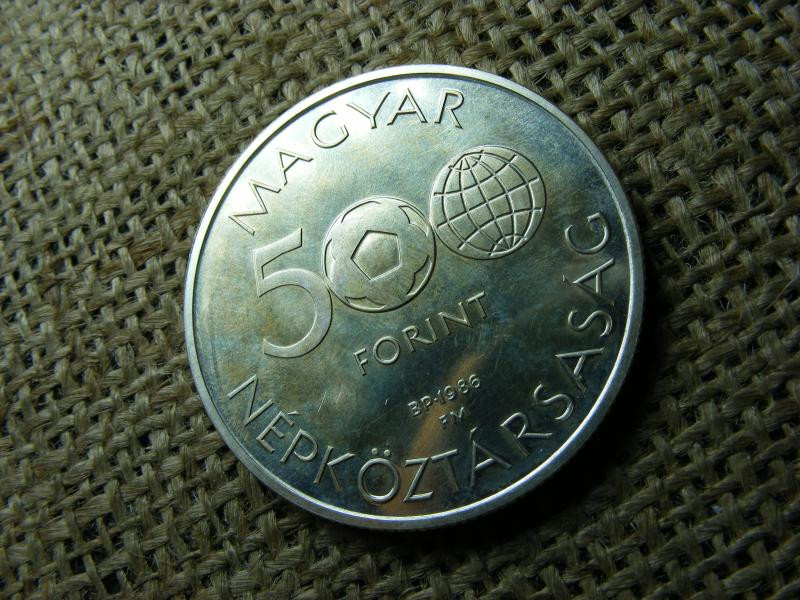 MAGYAR
500
FORINT
BP·1986
FM
NÉPKÖZTÁRSASÁG